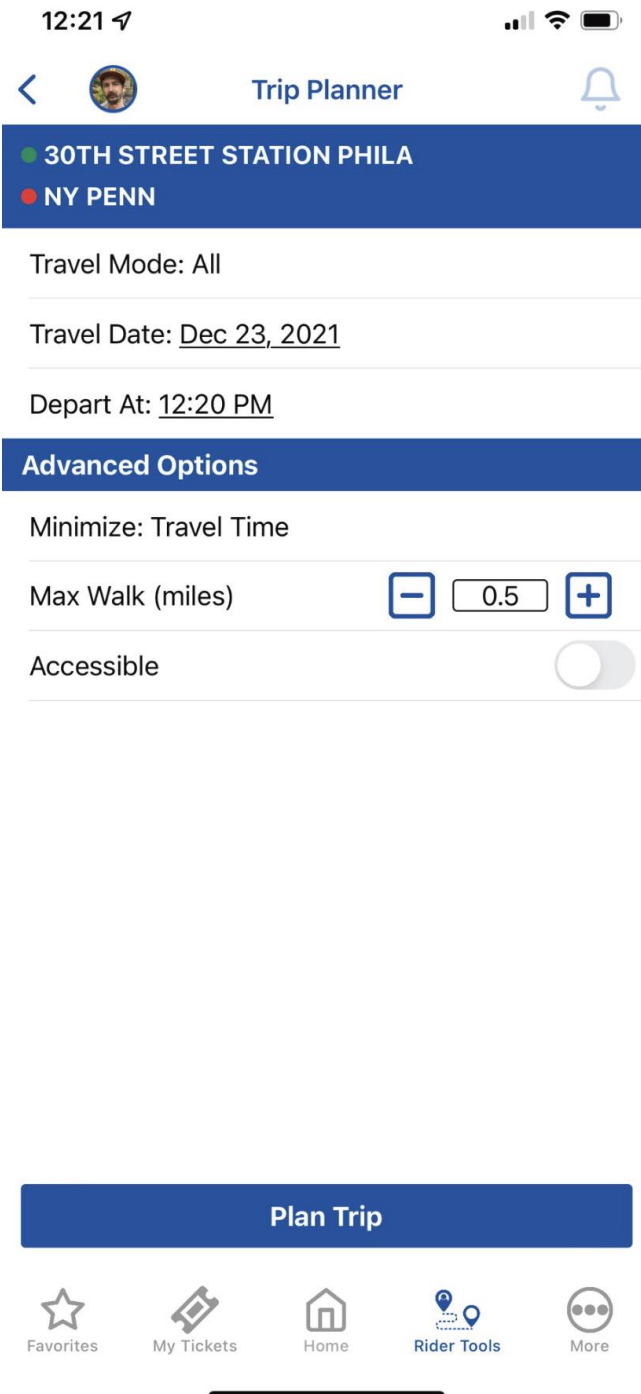 12:21
Trip Planner
30TH STREET STATION PHILA
NY PENN
Travel Mode: All
Travel Date: Dec 23, 2021
Depart At: 12:20 PM
Advanced Options
Minimize: Travel Time
Max Walk (miles) 0.5
Accessible
Plan Trip
Favorites My Tickets Home Rider Tools More